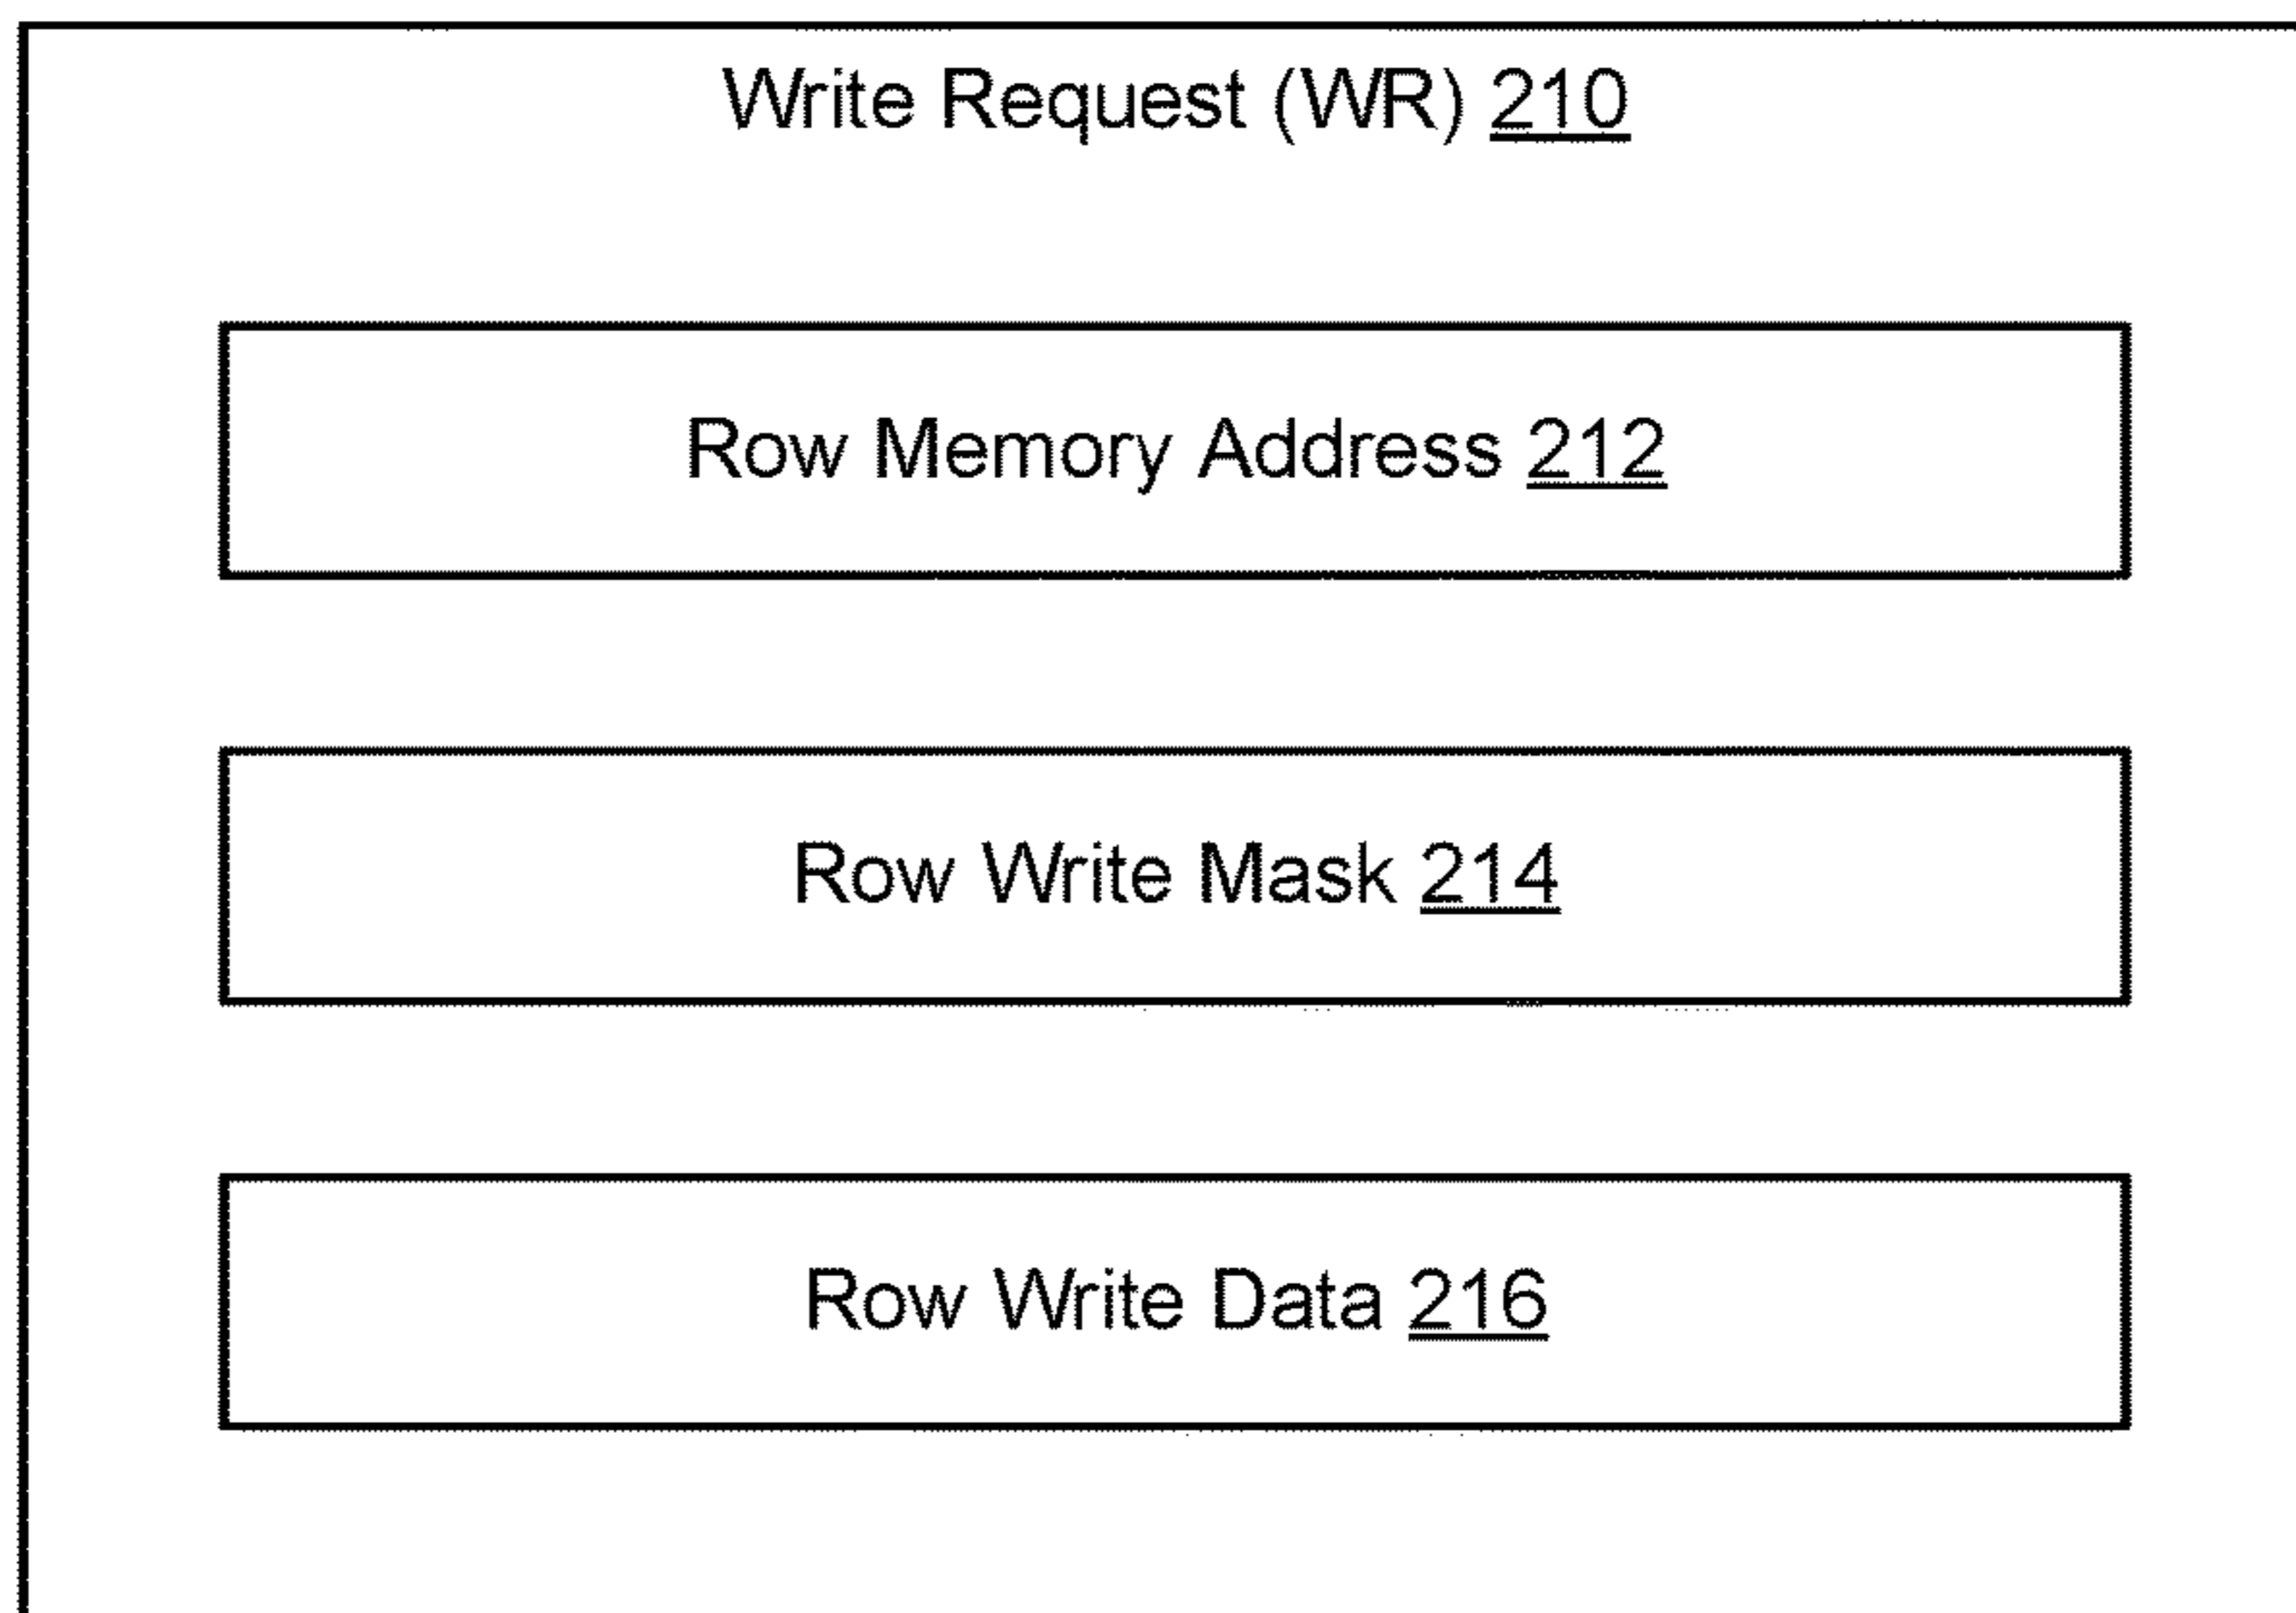 Write Request (WR) 210
Row Memory Address 212
Row Write Mask 214
Row Write Data 216